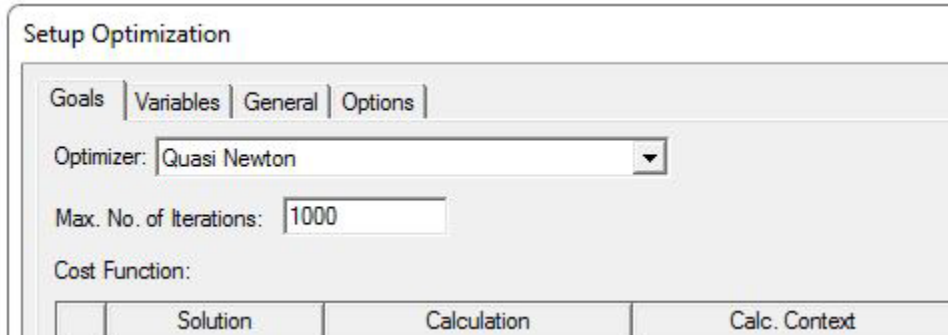 Setup Optimization
Goals Variables General Options
Optimizer: Quasi Newton
Max. No. of Iterations: 1000
Cost Function:
Solution Calculation Calc. Context